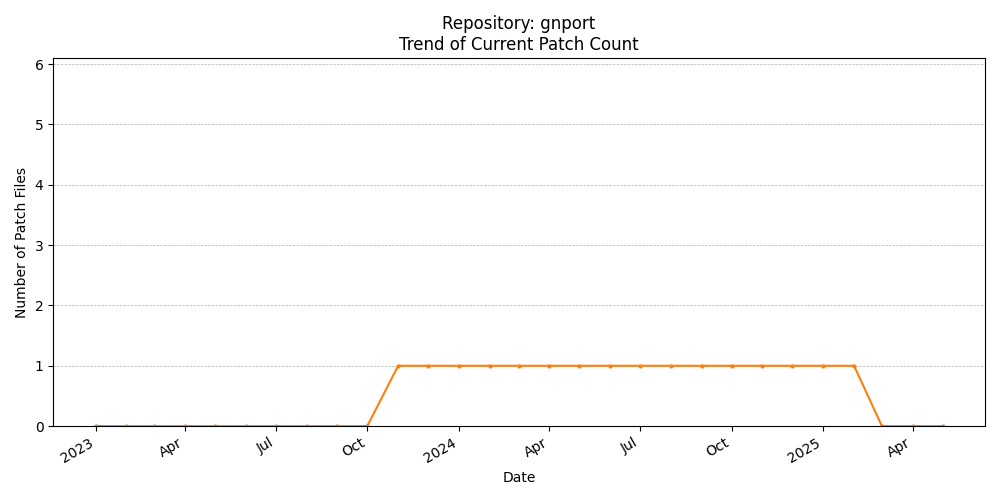 Repository: gnport
Trend of Current Patch Count
Number of Patch Files
6
5
4
3
2
1
0
2023
Apr
Jul
Oct
2024
Apr
Jul
Oct
2025
Apr
Date